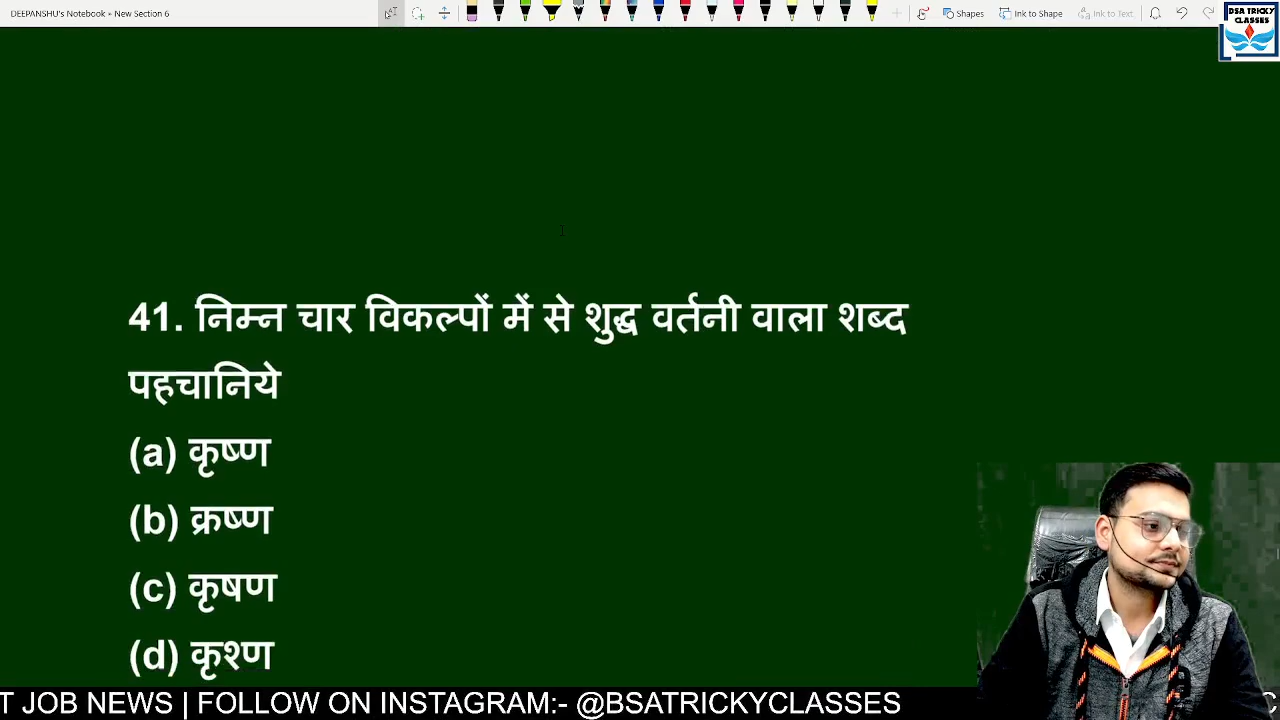 DEEPANSHU's Notebook ▸ New Section 6
Shapes
Ink to Shape
Ink to Text
BSA TRICKY
CLASSES
41. निम्न चार विकल्पों में से शुद्ध वर्तनी वाला शब्द
पहचानिये
(a) कृष्ण
(b) क्रष्ण
(c) कृषण
(d) कृश्ण
T JOB NEWS | FOLLOW ON INSTAGRAM:- @BSATRICKYCLASSES